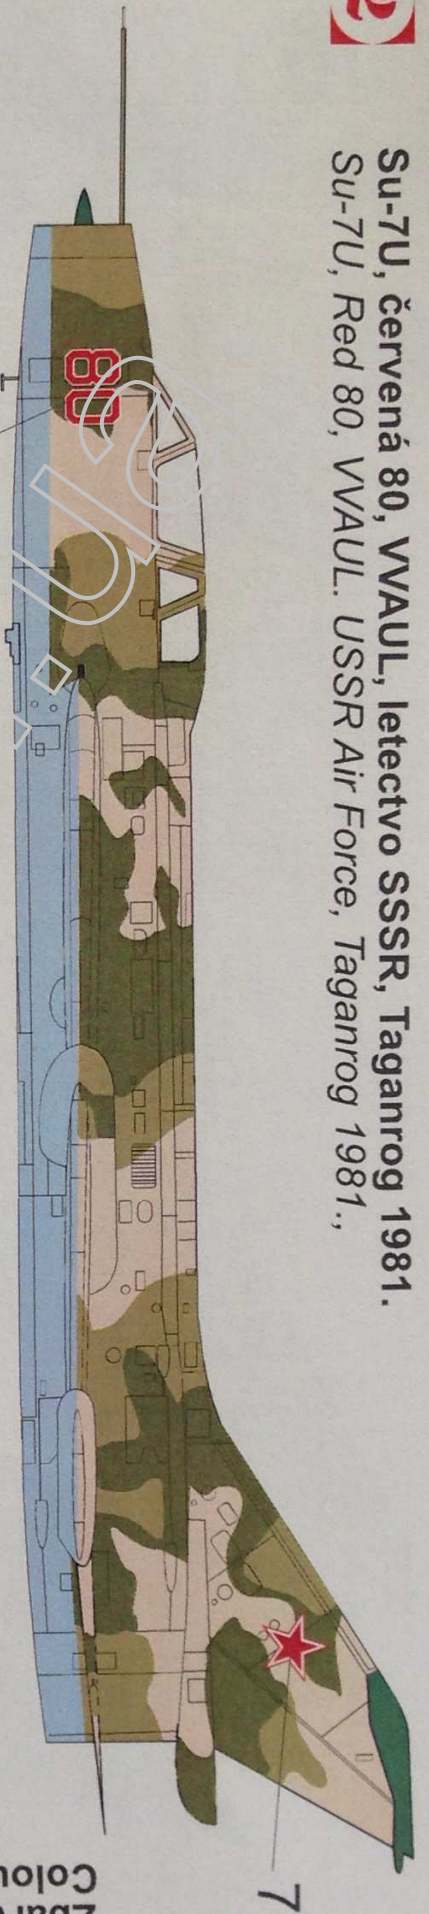 2
Su-7U, červená 80, VVAUL, letectvo SSSR, Taganrog 1981.
Su-7U, Red 80, VVAUL. USSR Air Force, Taganrog 1981.,
80
7